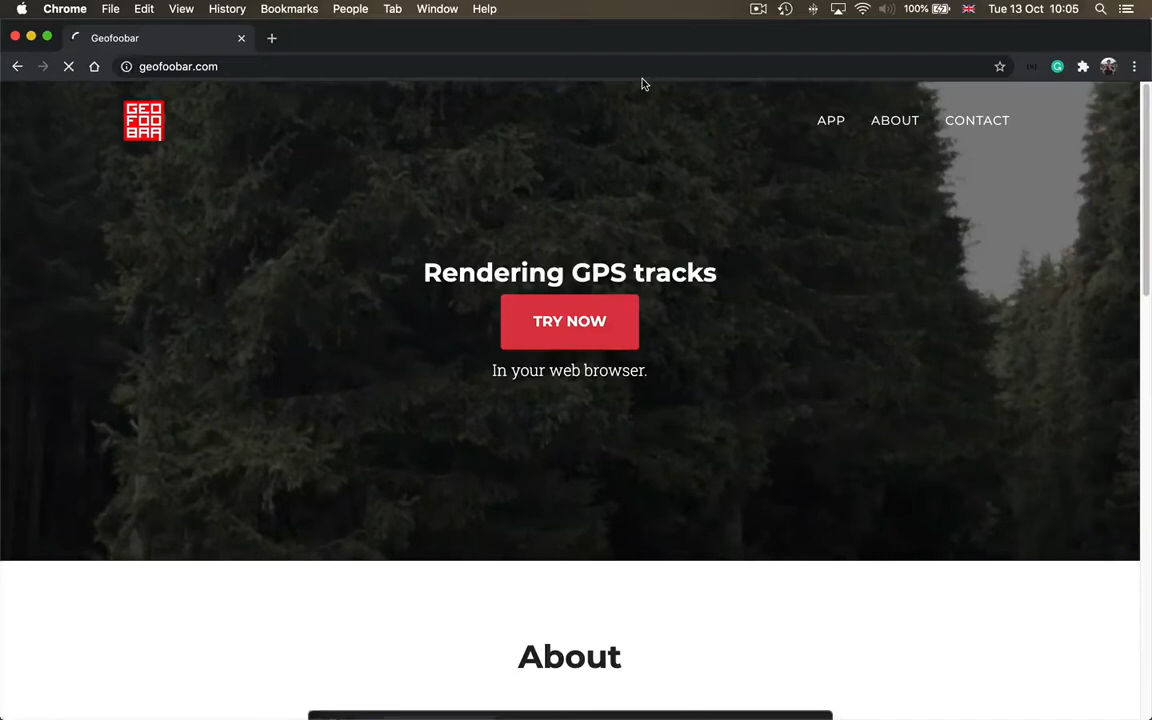 Chrome File Edit View History Bookmarks People Tab Window Help 100% Tue 13 Oct 10:05
Geofoobar
geofoobar.com
GEO
FOO
BAR
APP ABOUT CONTACT
Rendering GPS tracks
TRY NOW
In your web browser.
About